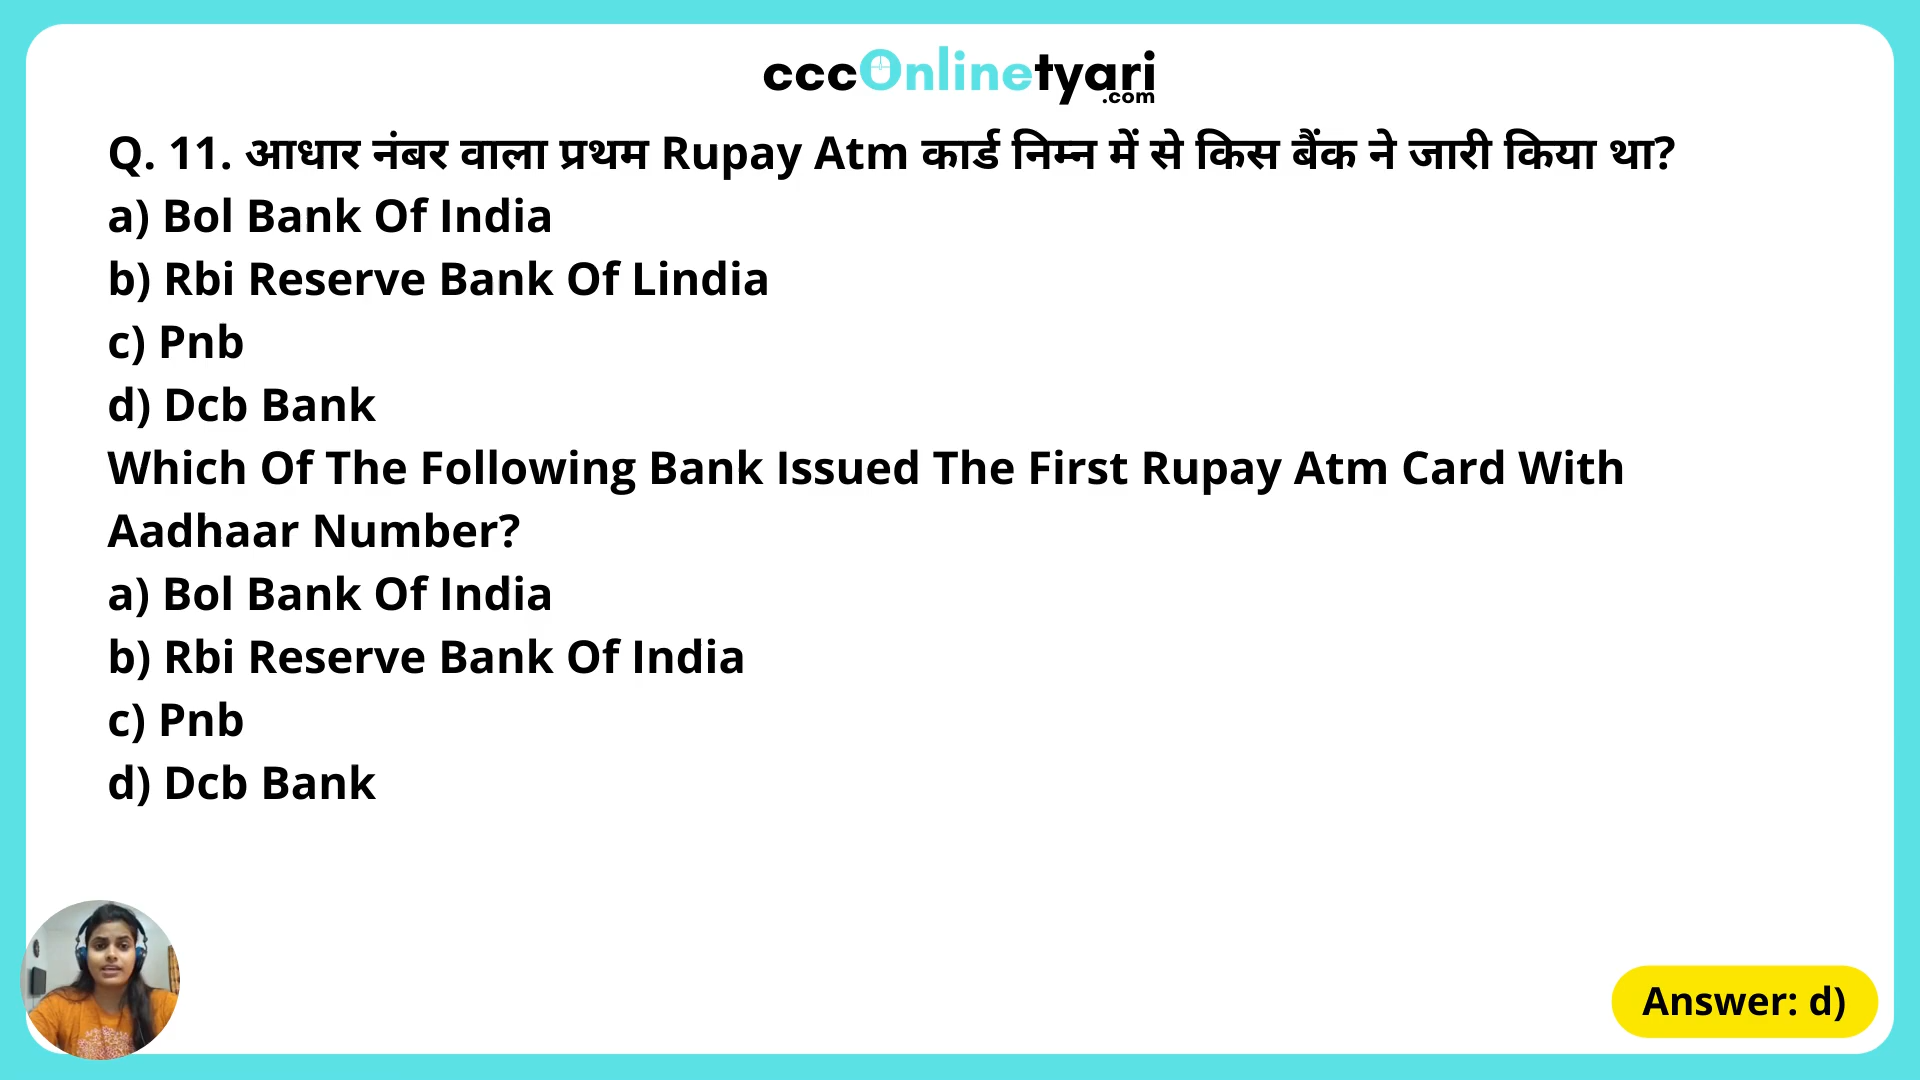 cccOnlinetyari
.com
Q. 11. आधार नंबर वाला प्रथम Rupay Atm कार्ड निम्न में से किस बैंक ने जारी किया था?
a) Bol Bank Of India
b) Rbi Reserve Bank Of Lindia
c) Pnb
d) Dcb Bank
Which Of The Following Bank Issued The First Rupay Atm Card With
Aadhaar Number?
a) Bol Bank Of India
b) Rbi Reserve Bank Of India
c) Pnb
d) Dcb Bank
Answer: d)